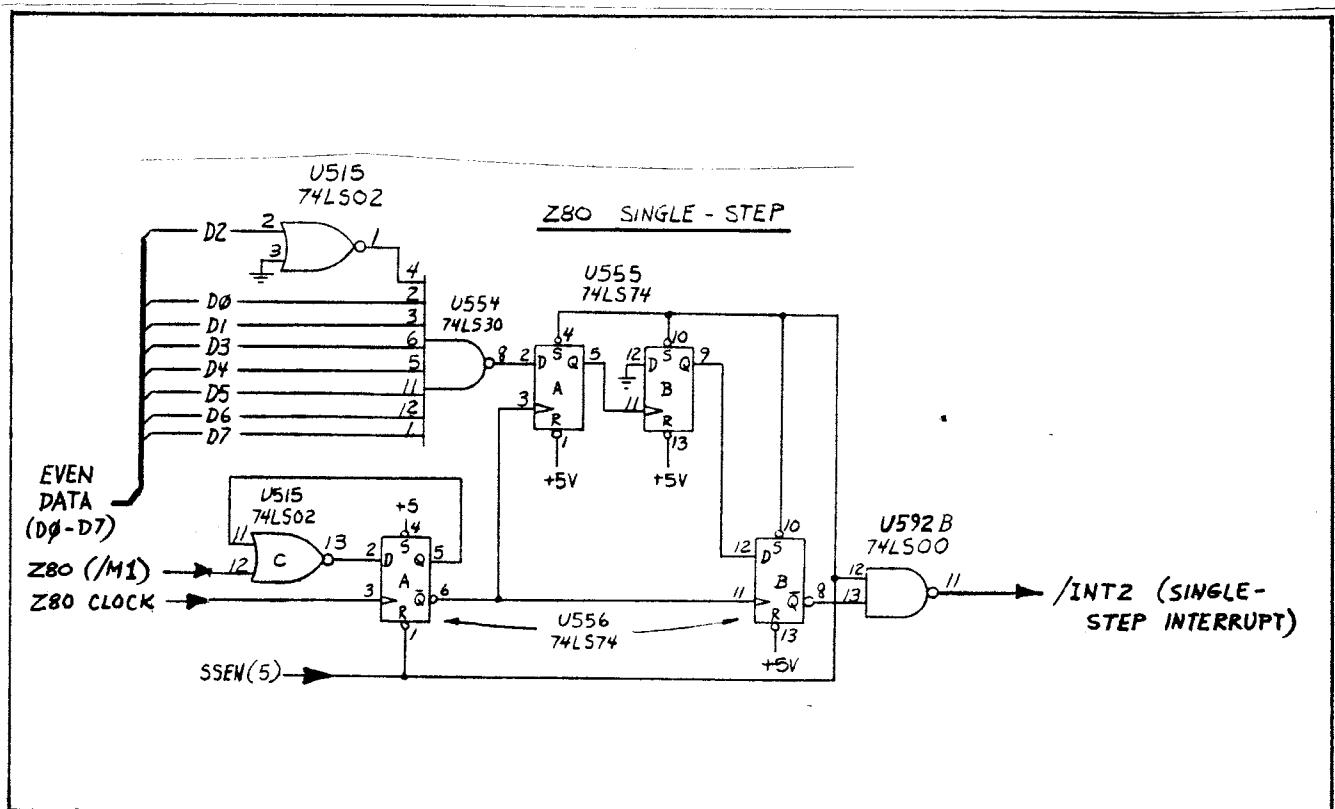 U515
74LS02
Z80 SINGLE-STEP
D2
2
3
1
4
U555
74LS74
DØ
2
U554
74LS30
D1
3
D3
6
D4
5
D5
11
D6
12
D7
1
8
2
D
S
4
Q
5
A
3
R
1
+5V
12
D
S
10
Q
9
B
11
R
13
+5V
EVEN
DATA
(DØ-D7)
U515
74LS02
11
12
C
13
+5
4
2
D
S
Q
5
A
3
Q̅
6
R
1
Z80 (/M1)
Z80 CLOCK
U556
74LS74
10
12
D
S
B
11
Q̅
8
R
13
+5V
U592B
74LS00
12
13
11
/INT2 (SINGLE-
STEP INTERRUPT)
SSEN(5)